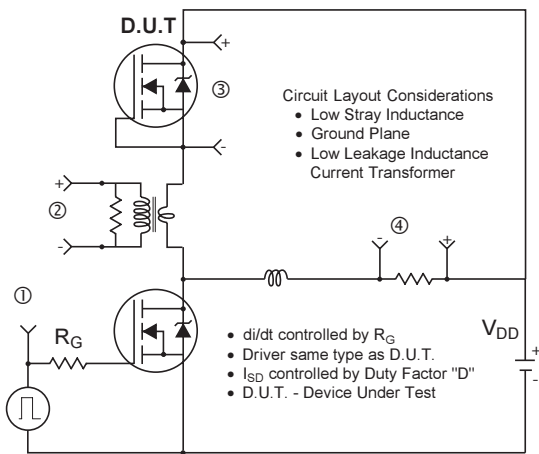 D.U.T
+
③
-
Circuit Layout Considerations
• Low Stray Inductance
• Ground Plane
• Low Leakage Inductance
Current Transformer
+
②
-
④
-
+
①
R_G
• di/dt controlled by R_G
• Driver same type as D.U.T.
• I_SD controlled by Duty Factor "D"
• D.U.T. - Device Under Test
V_DD
+
-